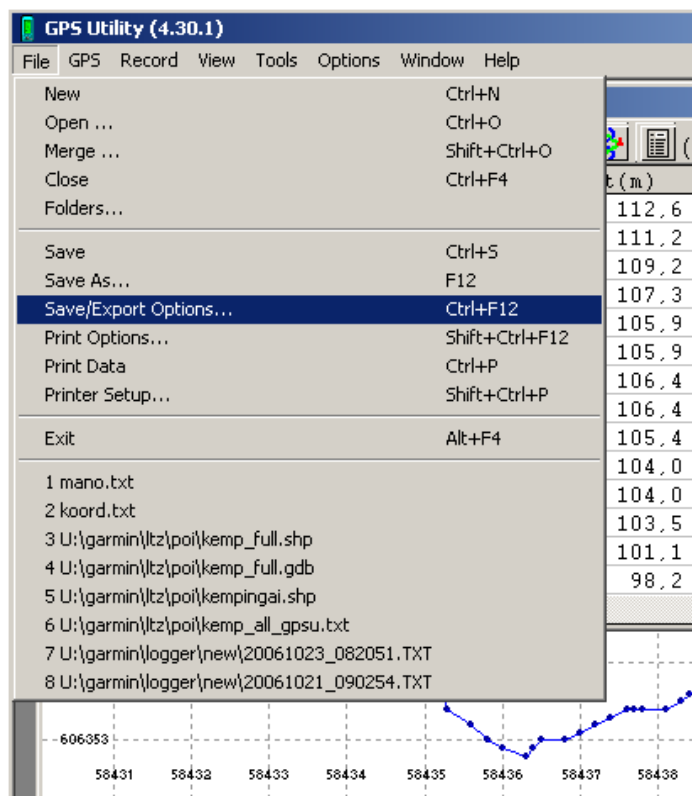 GPS Utility (4.30.1)
File GPS Record View Tools Options Window Help
New Ctrl+N
Open ... Ctrl+O
Merge ... Shift+Ctrl+O
Close Ctrl+F4
Folders...
Save Ctrl+S
Save As... F12
Save/Export Options... Ctrl+F12
Print Options... Shift+Ctrl+F12
Print Data Ctrl+P
Printer Setup... Shift+Ctrl+P
Exit Alt+F4
1 mano.txt
2 koord.txt
3 U:\garmin\ltz\poi\kemp_full.shp
4 U:\garmin\ltz\poi\kemp_full.gdb
5 U:\garmin\ltz\poi\kempingai.shp
6 U:\garmin\ltz\poi\kemp_all_gpsu.txt
7 U:\garmin\logger\new\20061023_082051.TXT
8 U:\garmin\logger\new\20061021_090254.TXT
(
t(m)
112,6
111,2
109,2
107,3
105,9
105,9
106,4
106,4
105,4
104,0
104,0
103,5
101,1
98,2
606353
58431 58432 58433 58434 58435 58436 58437 58438